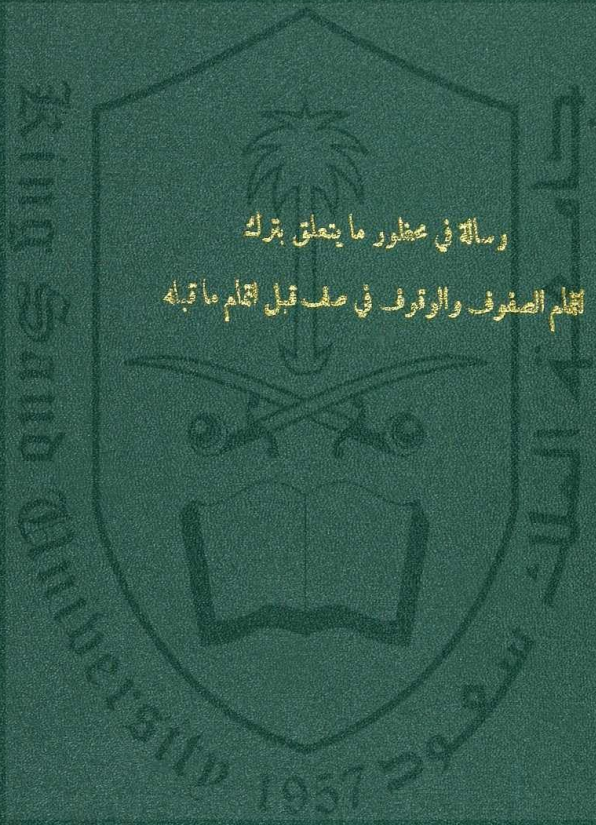 رسالة في محظور ما يتعلق بترك
اتمام الصفوف والوقوف في صف قبل اتمام ما قبله
King Saud University 1957 جامعة الملك سعود